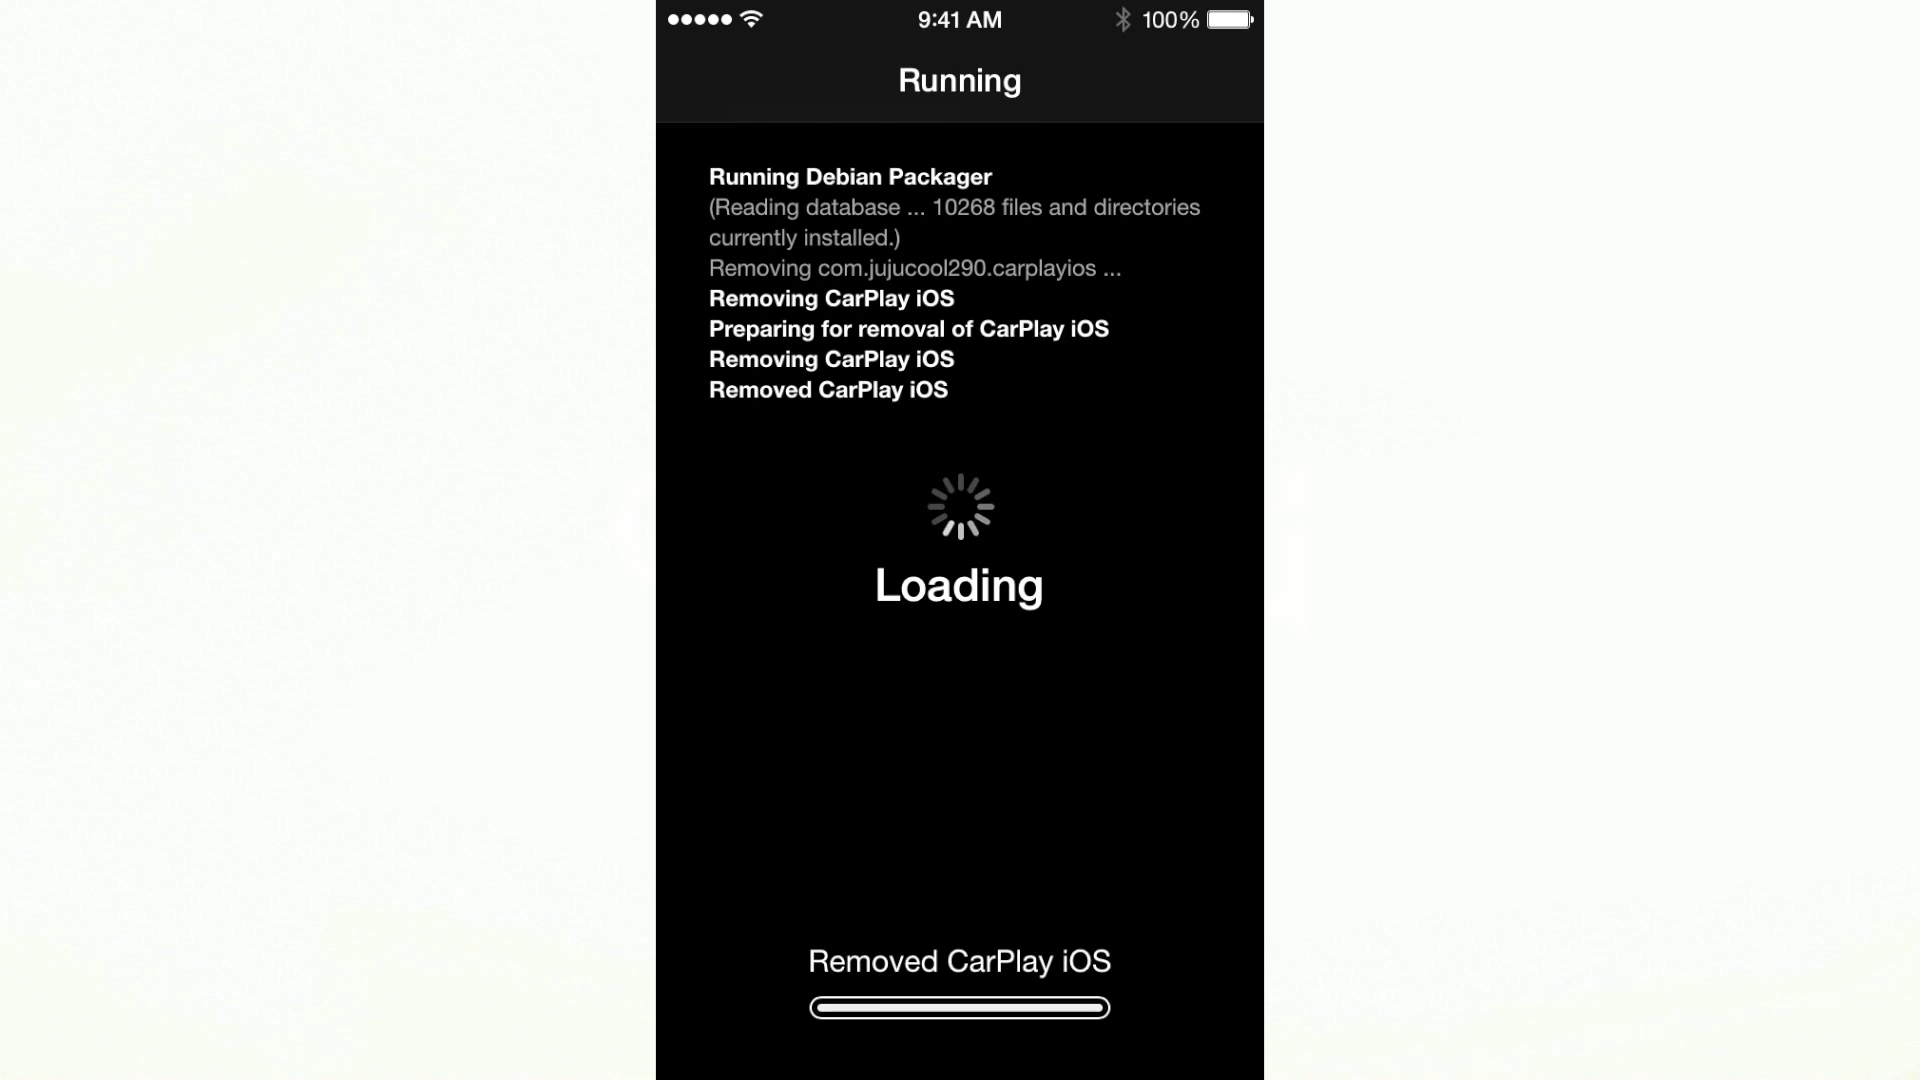 9:41 AM
100%
Running
Running Debian Packager
(Reading database ... 10268 files and directories
currently installed.)
Removing com.jujucool290.carplayios ...
Removing CarPlay iOS
Preparing for removal of CarPlay iOS
Removing CarPlay iOS
Removed CarPlay iOS
Loading
Removed CarPlay iOS